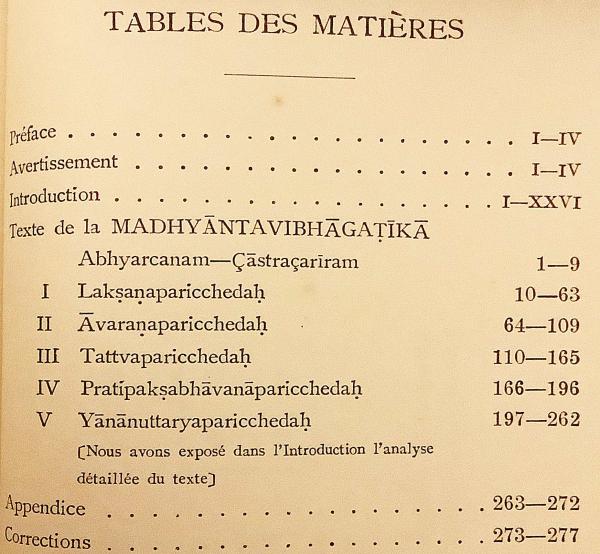 TABLES DES MATIÈRES
Préface . . . . . . . . . . . . . . . . . . . . I—IV
Avertissement . . . . . . . . . . . . . . . . . I—IV
Introduction . . . . . . . . . . . . . . . . . I—XXVI
Texte de la MADHYĀNTAVIBHĀGAṬĪKĀ
Abhyarcanam—Çāstraçarīram 1—9
I Lakṣaṇaparicchedaḥ 10—63
II Āvaraṇaparicchedaḥ 64—109
III Tattvaparicchedaḥ 110—165
IV Pratipakṣabhāvanāparicchedaḥ 166—196
V Yānānuttaryaparicchedaḥ 197—262
[Nous avons exposé dans l'Introduction l'analyse
détaillée du texte]
Appendice . . . . . . . . . . . . . . . . . 263—272
Corrections . . . . . . . . . . . . . . . . 273—277